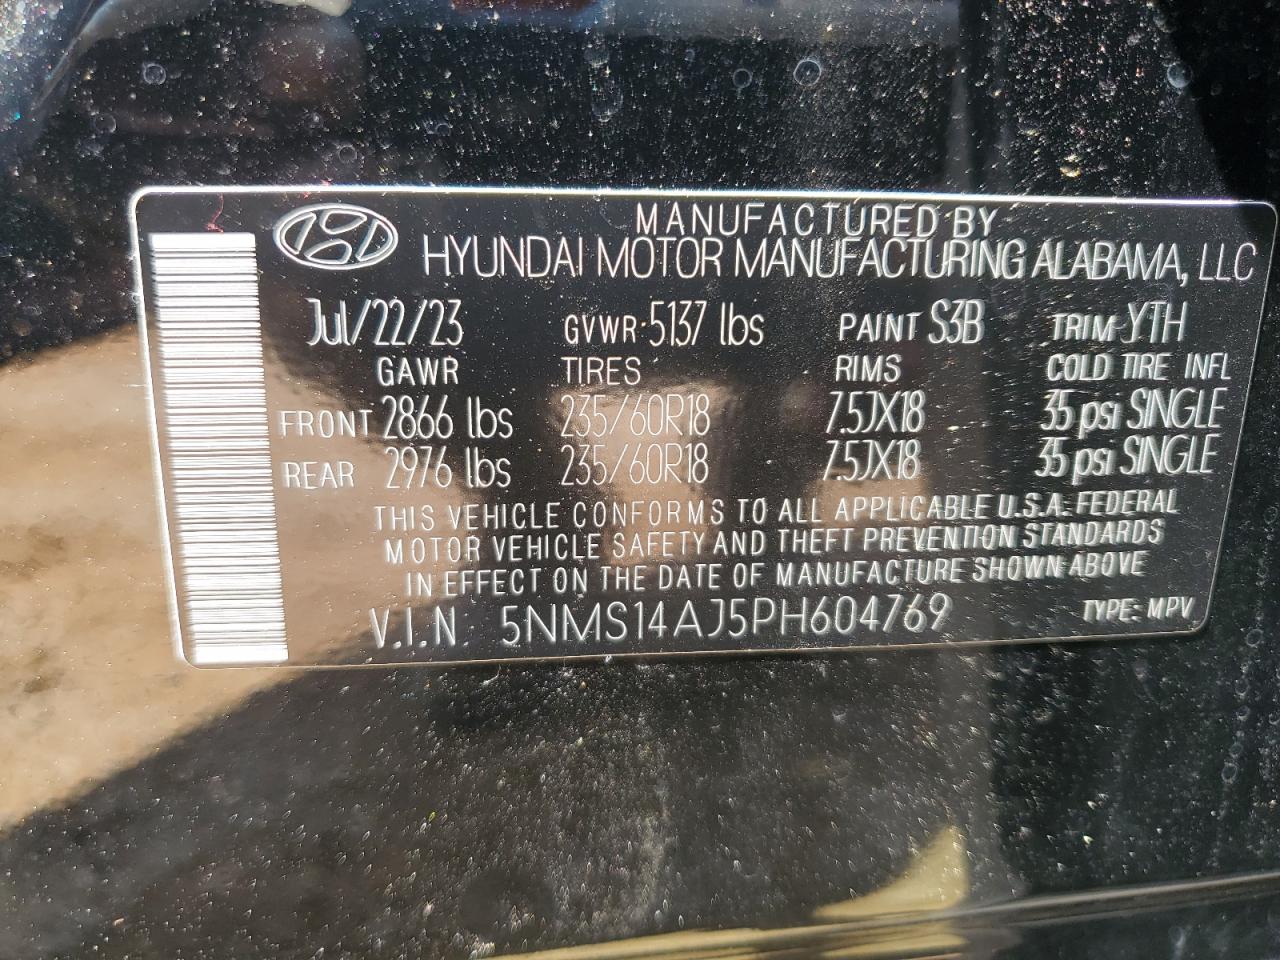 MANUFACTURED BY
HYUNDAI MOTOR MANUFACTURING ALABAMA, LLC
Jul/22/23 GVWR:5137 lbs PAINT S3B TRIM YTH
GAWR TIRES RIMS COLD TIRE INFL
FRONT 2866 lbs 235/60R18 7.5JX18 35 psi SINGLE
REAR 2976 lbs 235/60R18 7.5JX18 35 psi SINGLE
THIS VEHICLE CONFORMS TO ALL APPLICABLE U.S.A. FEDERAL
MOTOR VEHICLE SAFETY AND THEFT PREVENTION STANDARDS
IN EFFECT ON THE DATE OF MANUFACTURE SHOWN ABOVE
V.I.N. 5NMS14AJ5PH604769 TYPE: MPV